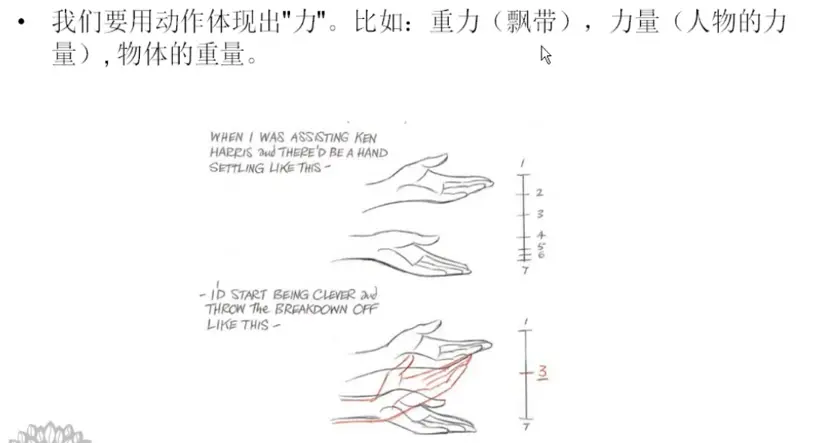 • 我们要用动作体现出"力"。比如：重力（飘带），力量（人物的力
量），物体的重量。
WHEN I WAS ASSISTING KEN
HARRIS and THERE'D BE A HAND
SETTLING LIKE THIS –
1
2
3
4
5
6
7
– I'D START BEING CLEVER and
THROW the BREAKDOWN OFF
LIKE THIS –
1
3
7